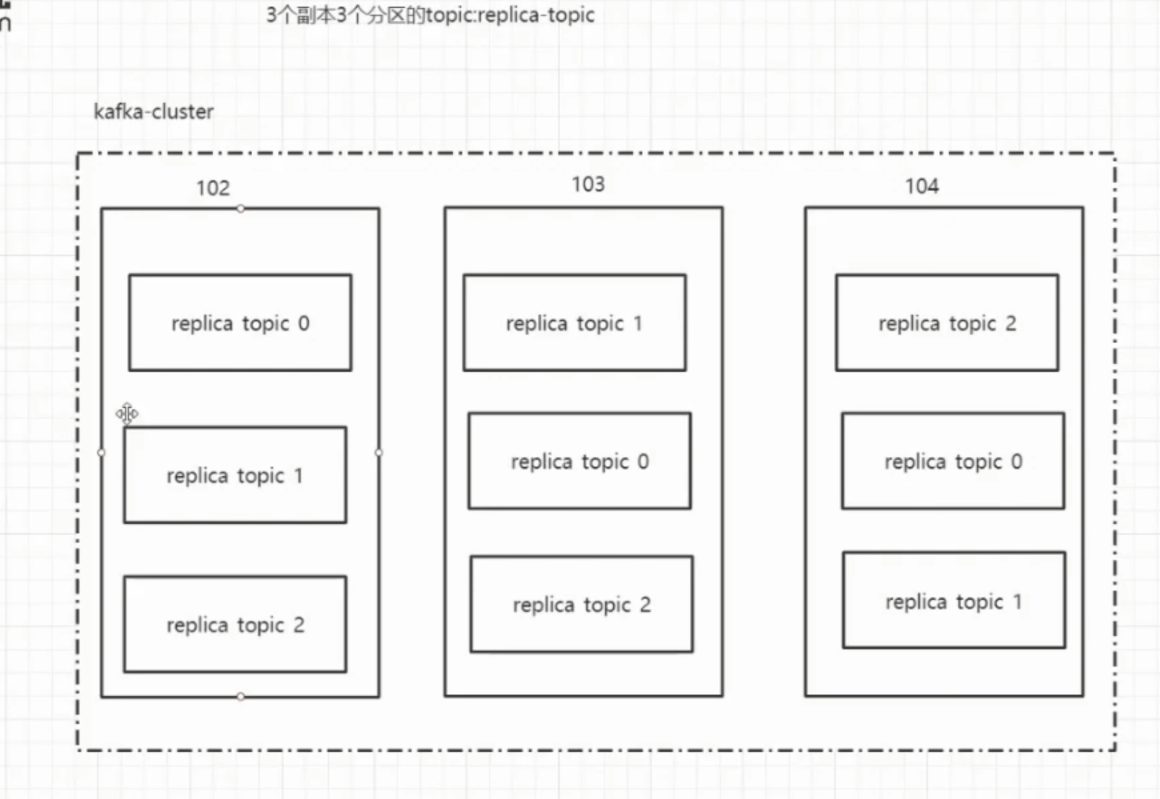 3个副本3个分区的topic:replica-topic
kafka-cluster
102
103
104
replica topic 0
replica topic 1
replica topic 2
replica topic 1
replica topic 0
replica topic 0
replica topic 2
replica topic 2
replica topic 1